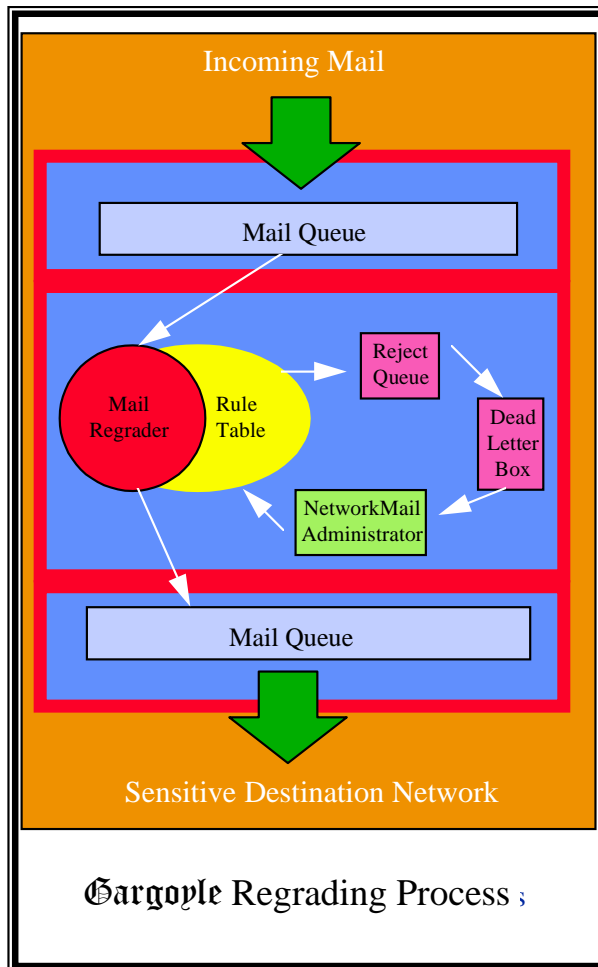 Incoming Mail
Mail Queue
Mail
Regrader
Rule
Table
Reject
Queue
Dead
Letter
Box
NetworkMail
Administrator
Mail Queue
Sensitive Destination Network
Gargoyle Regrading Process s